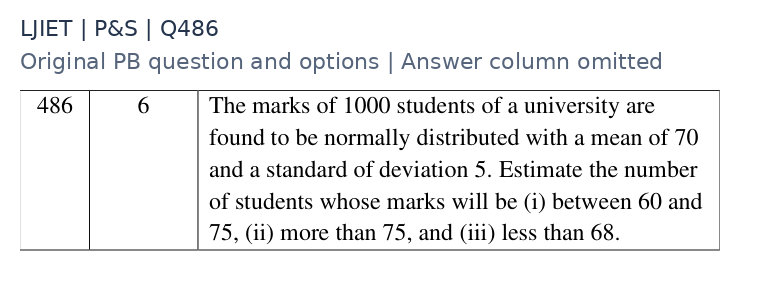 LJIET | P&S | Q486
Original PB question and options | Answer column omitted
486 6 The marks of 1000 students of a university are
found to be normally distributed with a mean of 70
and a standard of deviation 5. Estimate the number
of students whose marks will be (i) between 60 and
75, (ii) more than 75, and (iii) less than 68.